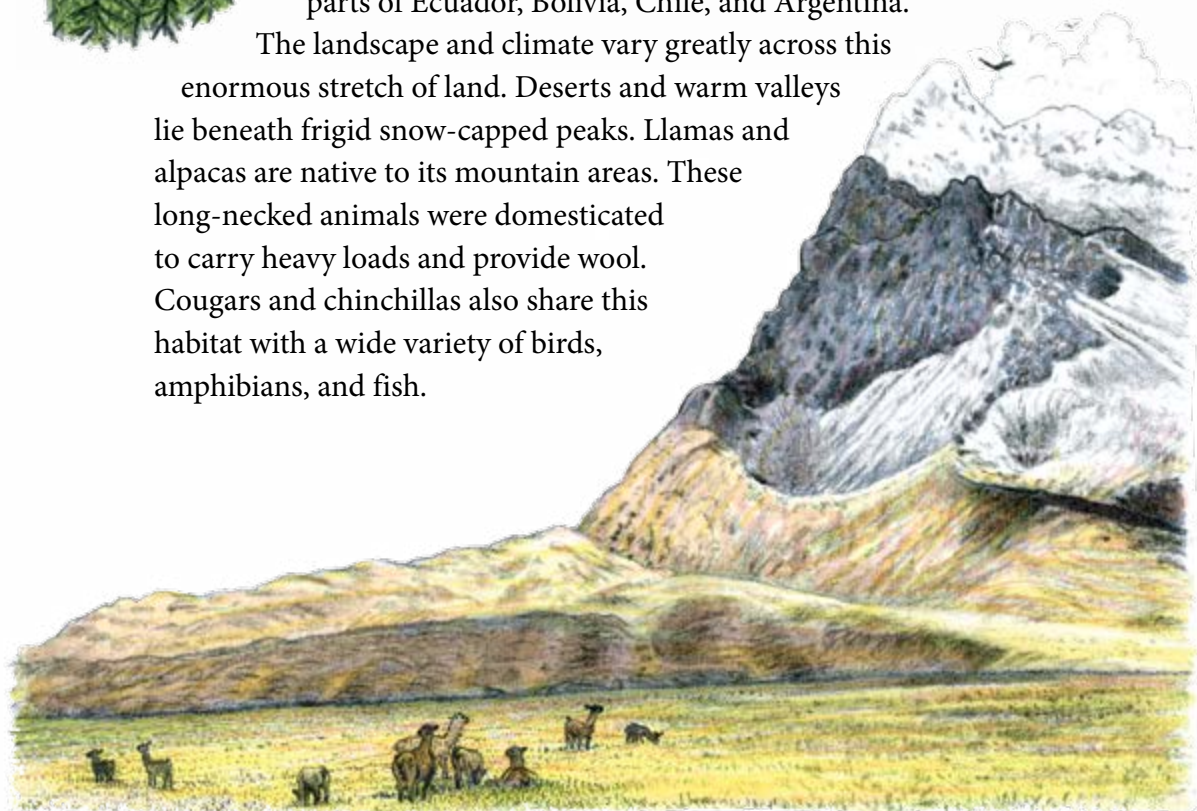 parts of Ecuador, Bolivia, Chile, and Argentina.
The landscape and climate vary greatly across this
enormous stretch of land. Deserts and warm valleys
lie beneath frigid snow-capped peaks. Llamas and
alpacas are native to its mountain areas. These
long-necked animals were domesticated
to carry heavy loads and provide wool.
Cougars and chinchillas also share this
habitat with a wide variety of birds,
amphibians, and fish.